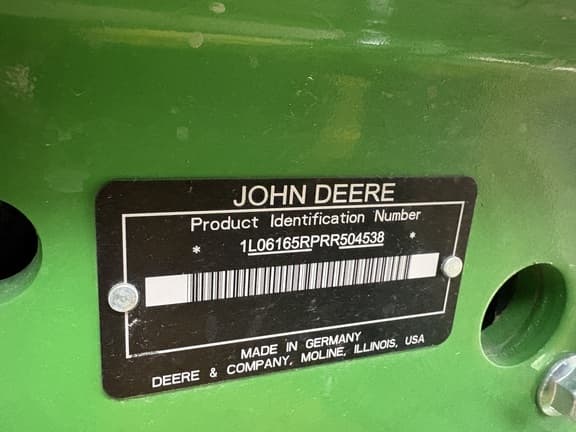 JOHN DEERE
Product Identification Number
* 1L06165RPRR504538 *
MADE IN GERMANY
DEERE & COMPANY, MOLINE, ILLINOIS, USA